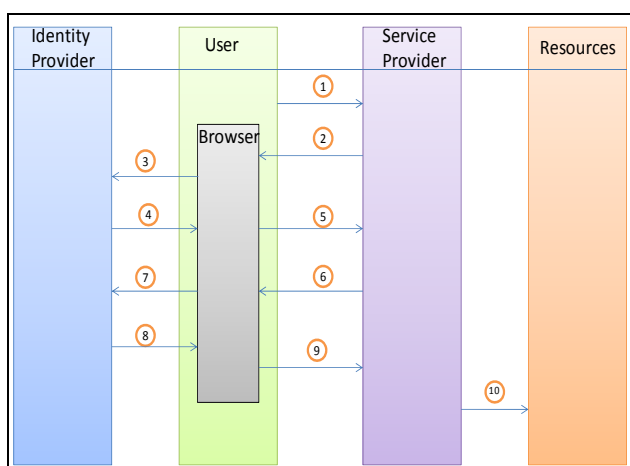 Identity
Provider
User
Service
Provider
Resources
1
Browser
2
3
4
5
7
6
8
9
10